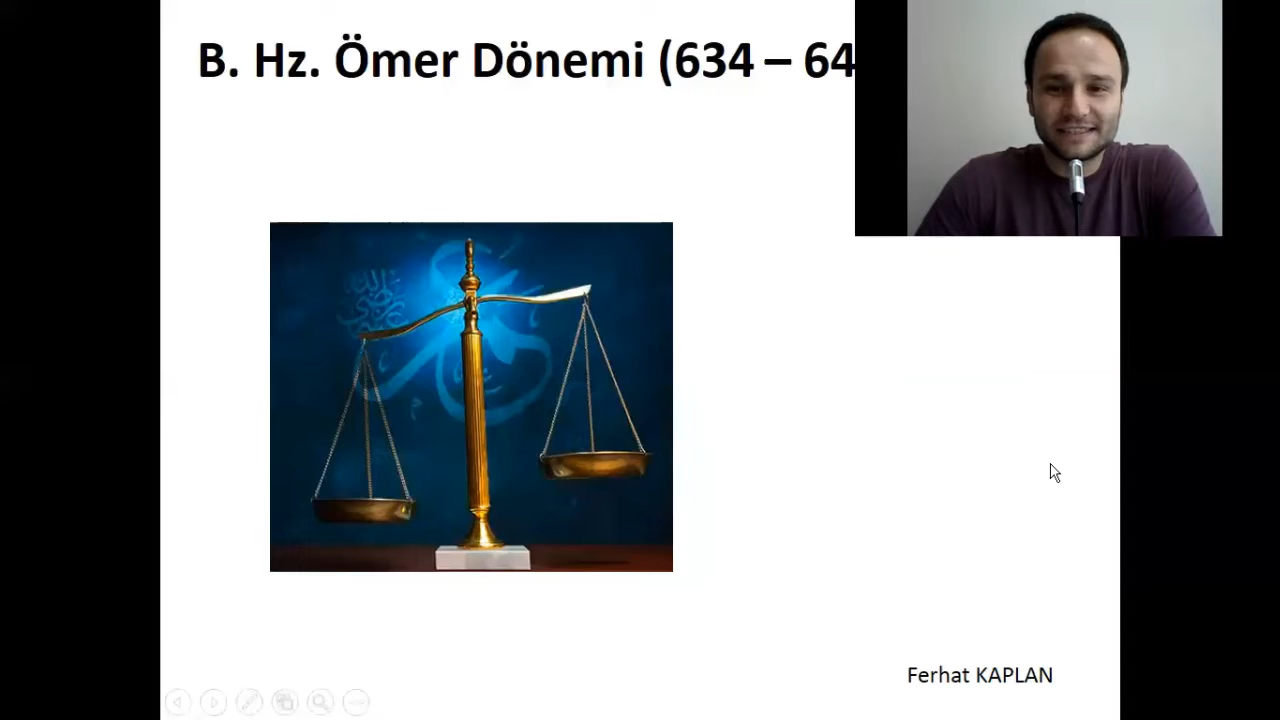 B. Hz. Ömer Dönemi (634 – 64
Ferhat KAPLAN